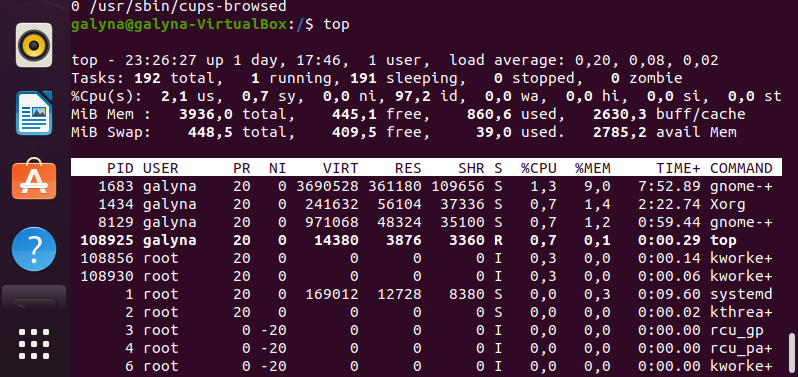 0 /usr/sbin/cups-browsed
galyna@galyna-VirtualBox:/$ top
top - 23:26:27 up 1 day, 17:46,  1 user,  load average: 0,20, 0,08, 0,02
Tasks: 192 total,   1 running, 191 sleeping,   0 stopped,   0 zombie
%Cpu(s):  2,1 us,  0,7 sy,  0,0 ni, 97,2 id,  0,0 wa,  0,0 hi,  0,0 si,  0,0 st
MiB Mem :   3936,0 total,    445,1 free,    860,6 used,   2630,3 buff/cache
MiB Swap:    448,5 total,    409,5 free,     39,0 used.   2785,2 avail Mem
PID USER      PR  NI    VIRT    RES    SHR S  %CPU  %MEM     TIME+ COMMAND
1683 galyna    20   0 3690528 361180 109656 S   1,3   9,0   7:52.89 gnome-+
1434 galyna    20   0  241632  56104  37336 S   0,7   1,4   2:22.74 Xorg
8129 galyna    20   0  971068  48324  35100 S   0,7   1,2   0:59.44 gnome-+
108925 galyna    20   0   14380   3876   3360 R   0,7   0,1   0:00.29 top
108856 root      20   0       0      0      0 I   0,3   0,0   0:00.14 kworke+
108930 root      20   0       0      0      0 I   0,3   0,0   0:00.06 kworke+
1 root      20   0  169012  12728   8380 S   0,0   0,3   0:09.60 systemd
2 root      20   0       0      0      0 S   0,0   0,0   0:00.02 kthrea+
3 root       0 -20       0      0      0 I   0,0   0,0   0:00.00 rcu_gp
4 root       0 -20       0      0      0 I   0,0   0,0   0:00.00 rcu_pa+
6 root       0 -20       0      0      0 I   0,0   0,0   0:00.00 kworke+